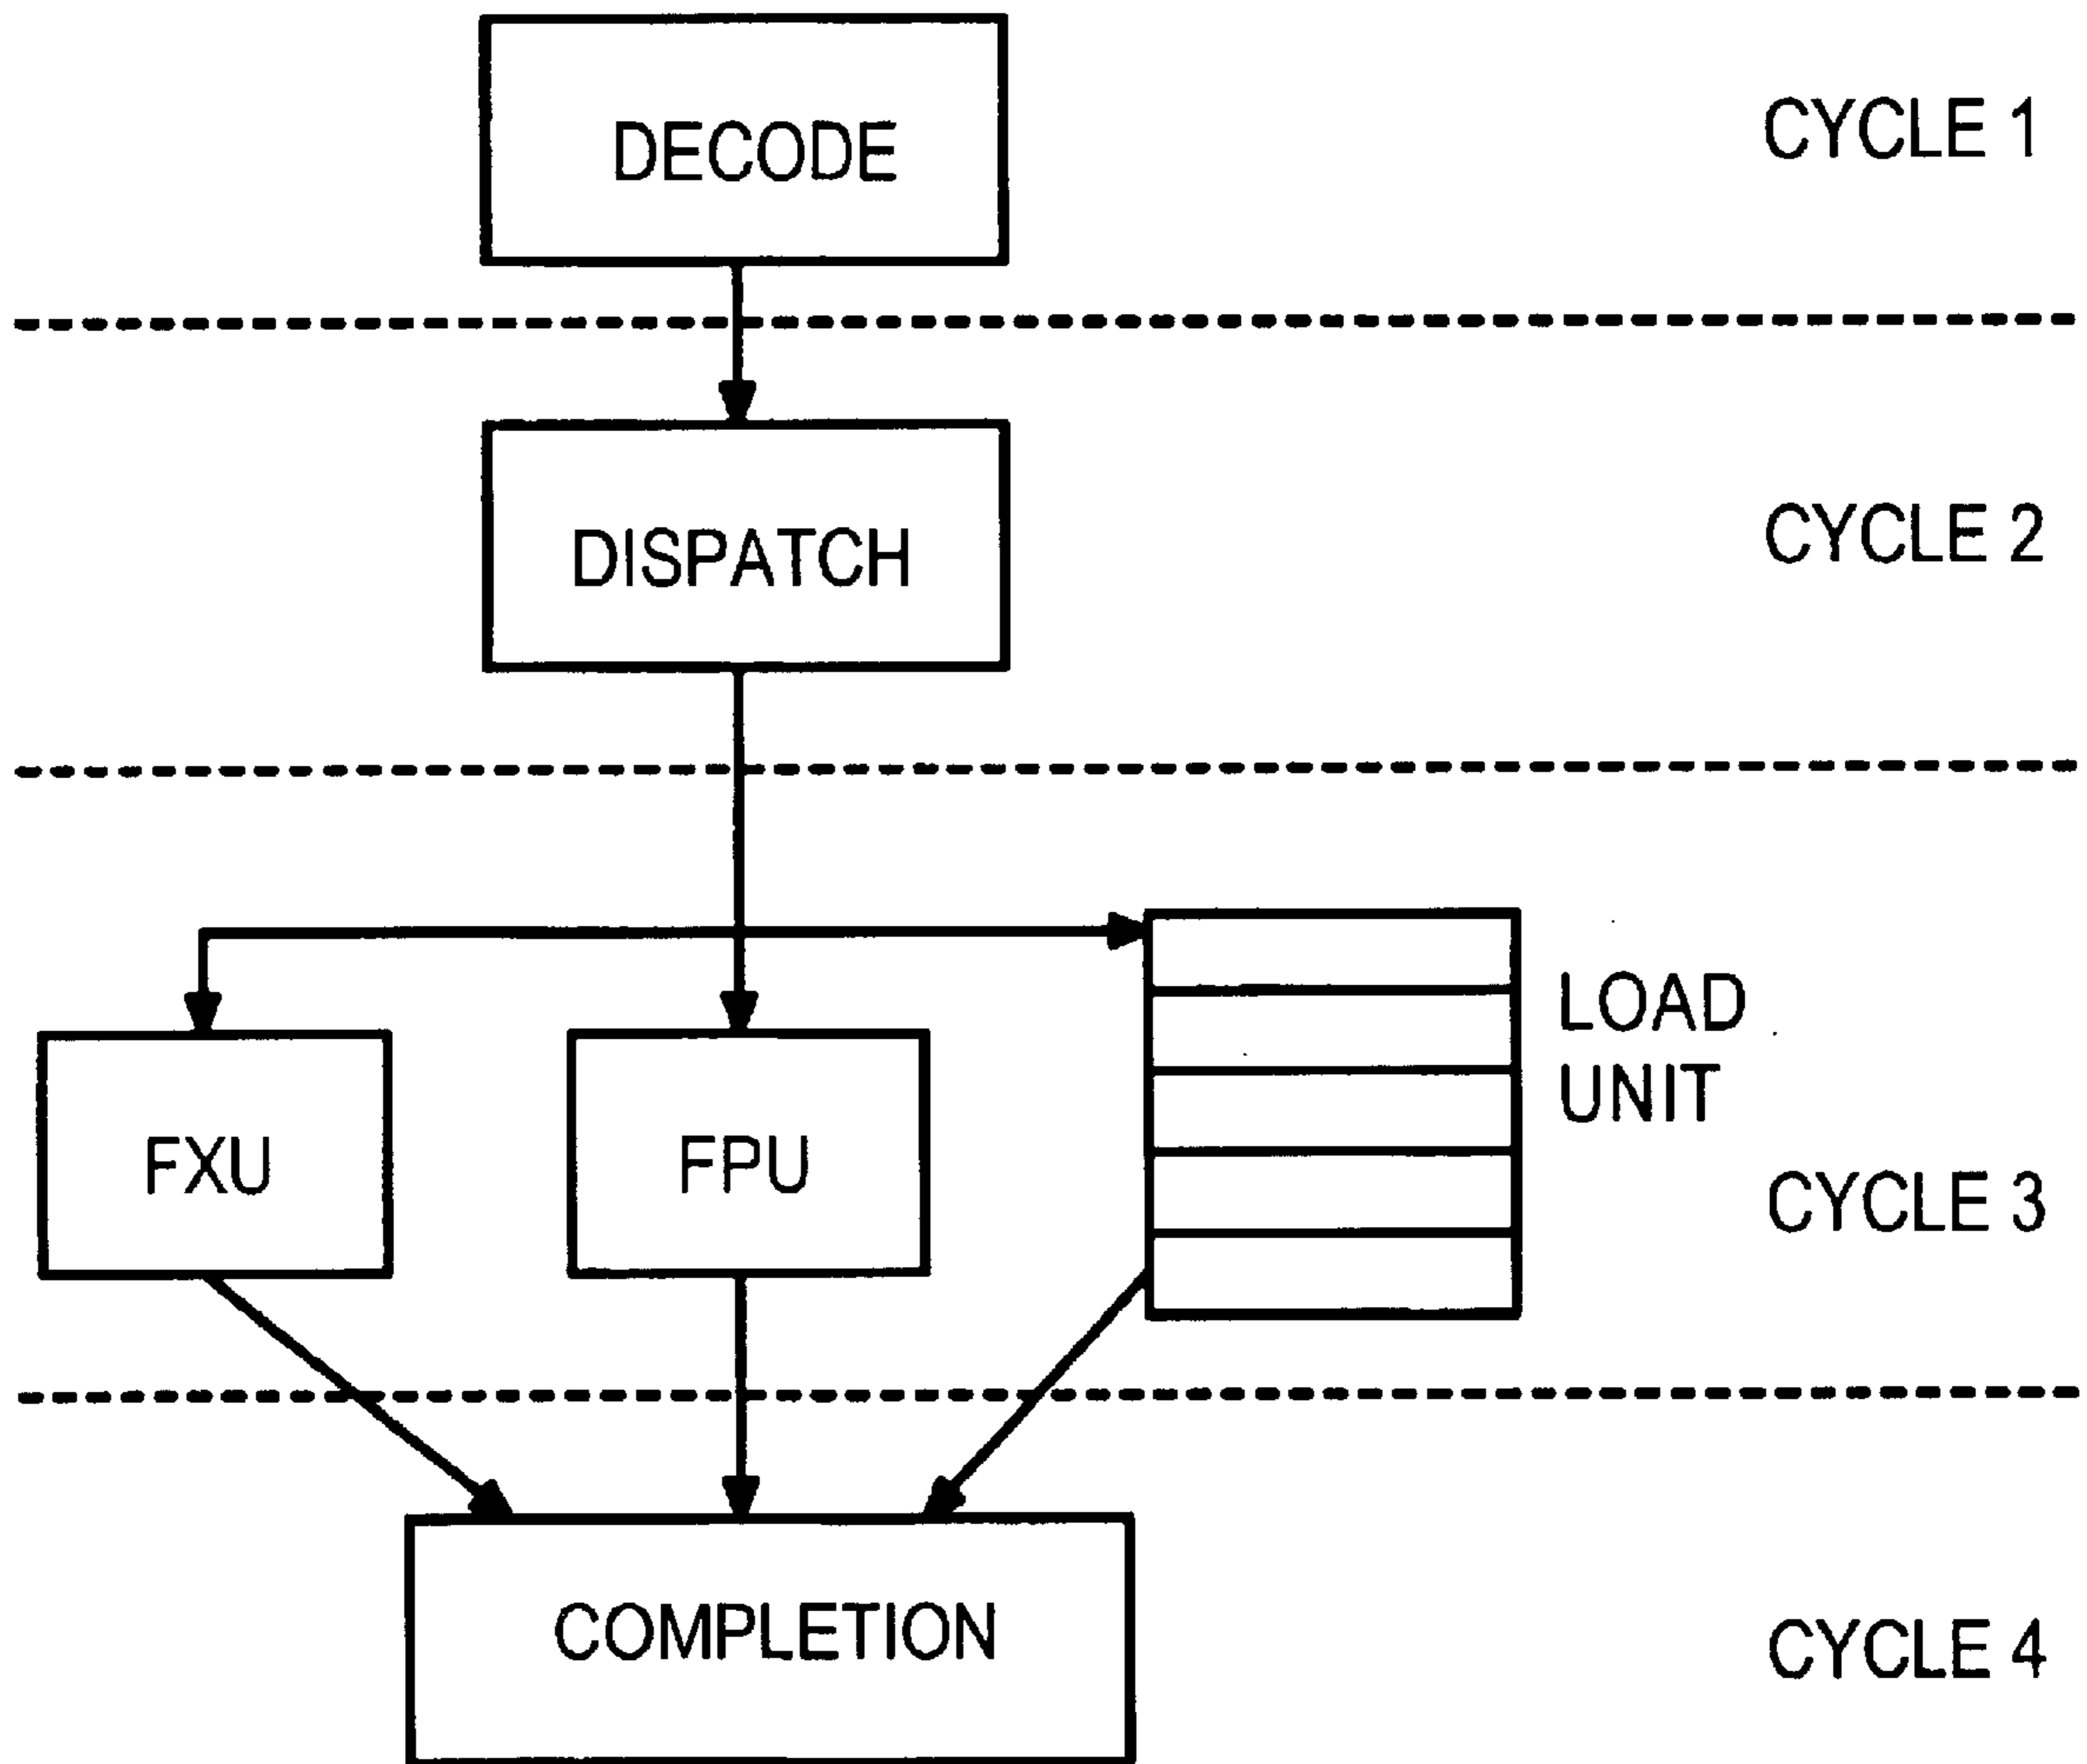 DECODE
CYCLE 1
DISPATCH
CYCLE 2
LOAD
UNIT
FXU
FPU
CYCLE 3
COMPLETION
CYCLE 4